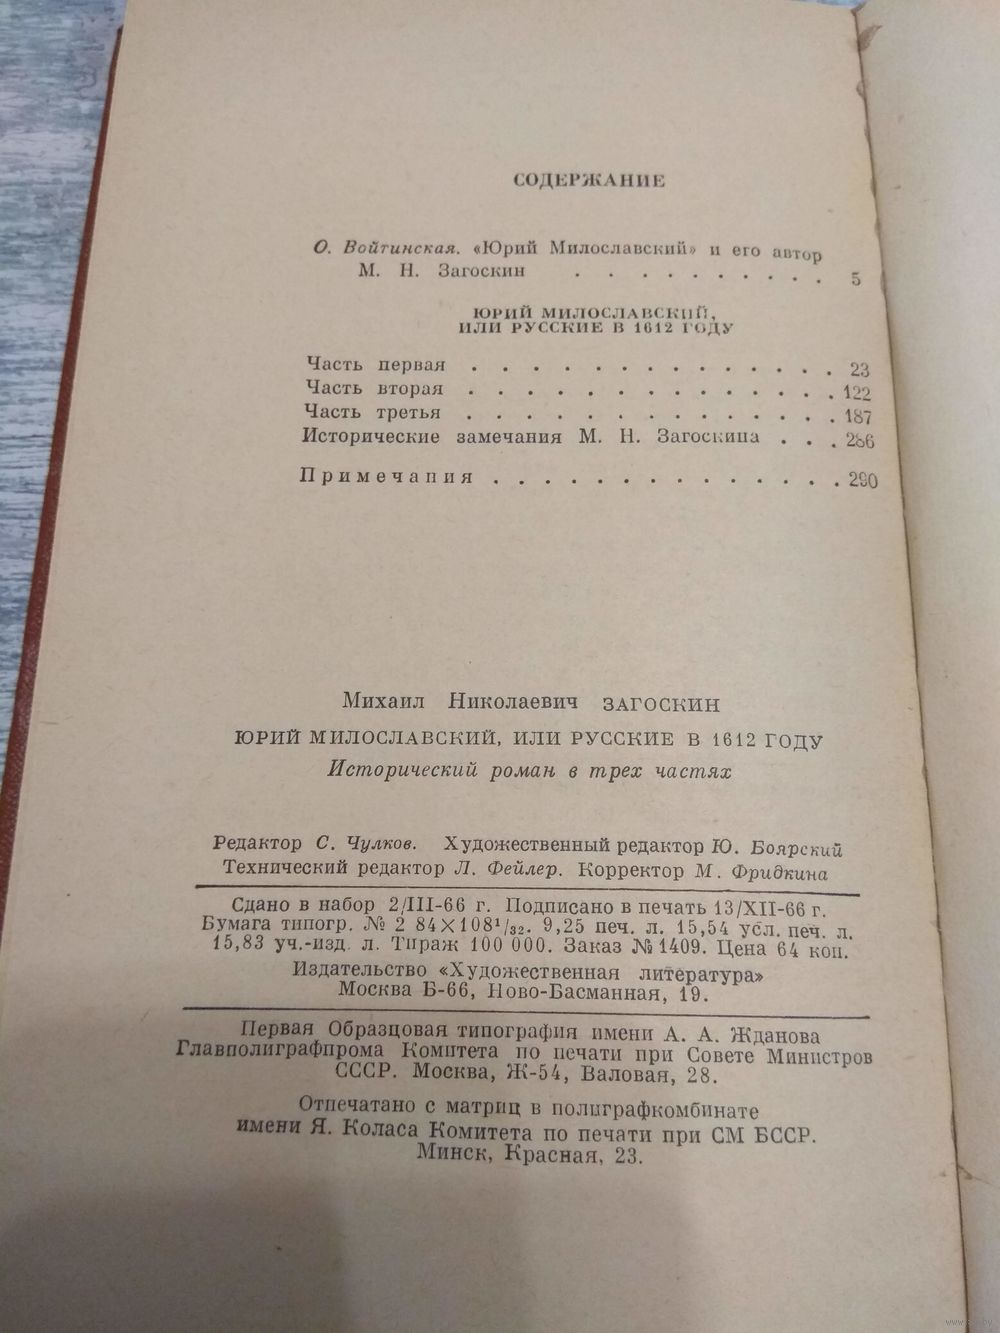 СОДЕРЖАНИЕ
О. Войтинская. «Юрий Милославский» и его автор
М. Н. Загоскин . . . . . . . . . . 5
ЮРИЙ МИЛОСЛАВСКИЙ,
ИЛИ РУССКИЕ В 1612 ГОДУ
Часть первая . . . . . . . . . . . . . 23
Часть вторая . . . . . . . . . . . . . 122
Часть третья . . . . . . . . . . . . . 187
Исторические замечания М. Н. Загоскина . . . 286
Примечания . . . . . . . . . . . . . . 290
Михаил Николаевич ЗАГОСКИН
ЮРИЙ МИЛОСЛАВСКИЙ, ИЛИ РУССКИЕ В 1612 ГОДУ
Исторический роман в трех частях
Редактор С. Чулков. Художественный редактор Ю. Боярский
Технический редактор Л. Фейлер. Корректор М. Фридкина
Сдано в набор 2/III-66 г. Подписано в печать 13/XII-66 г.
Бумага типогр. № 2 84×108¹/₃₂. 9,25 печ. л. 15,54 усл. печ. л.
15,83 уч.-изд. л. Тираж 100 000. Заказ № 1409. Цена 64 коп.
Издательство «Художественная литература»
Москва Б-66, Ново-Басманная, 19.
Первая Образцовая типография имени А. А. Жданова
Главполиграфпрома Комитета по печати при Совете Министров
СССР. Москва, Ж-54, Валовая, 28.
Отпечатано с матриц в полиграфкомбинате
имени Я. Коласа Комитета по печати при СМ БССР.
Минск, Красная, 23.